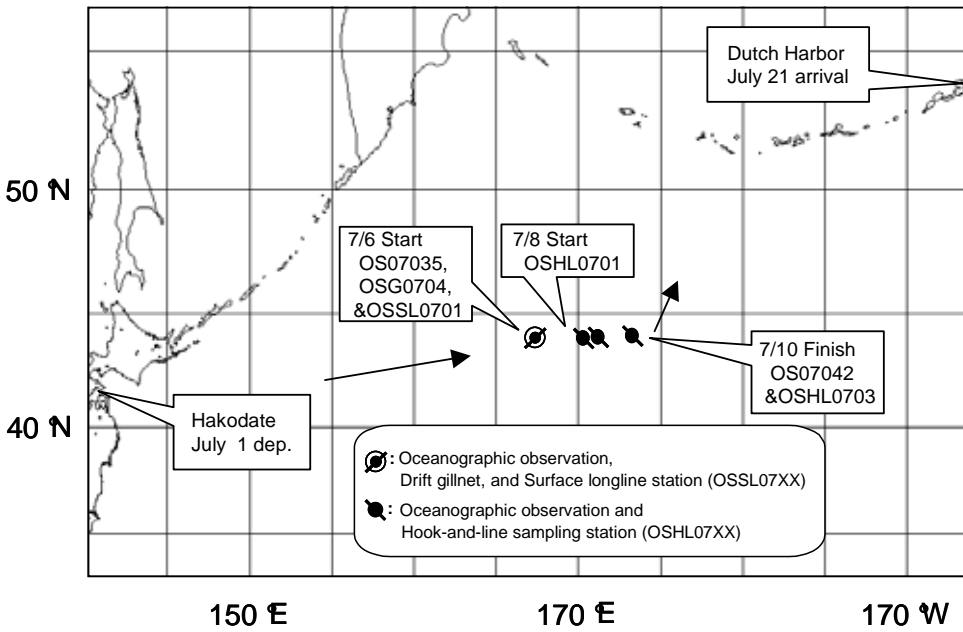 Dutch Harbor
July 21 arrival
50 °N
7/6 Start
OS07035,
OSG0704,
&OSSL0701
7/8 Start
OSHL0701
7/10 Finish
OS07042
&OSHL0703
Hakodate
July 1 dep.
40 °N
: Oceanographic observation,
Drift gillnet, and Surface longline station (OSSL07XX)
: Oceanographic observation and
Hook-and-line sampling station (OSHL07XX)
150 °E
170 °E
170 °W